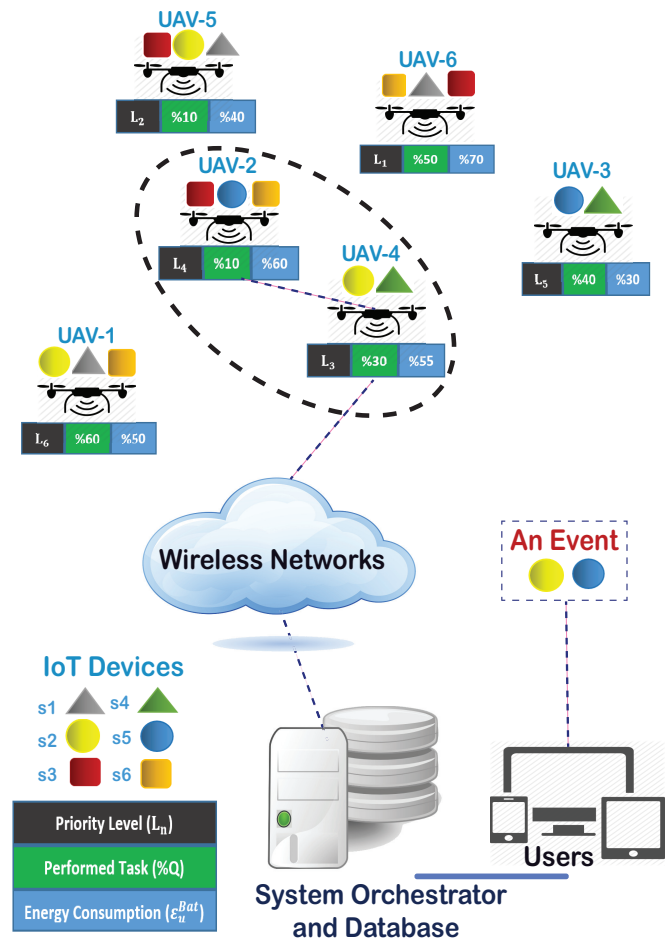 UAV-5
L₂ %10 %40
UAV-6
L₁ %50 %70
UAV-2
L₄ %10 %60
UAV-3
L₅ %40 %30
UAV-4
L₃ %30 %55
UAV-1
L₆ %60 %50
Wireless Networks
An Event
IoT Devices
s1 s4
s2 s5
s3 s6
Priority Level (Lₙ)
Performed Task (%Q)
Energy Consumption (ℰᵤᴮᵃᵗ)
Users
System Orchestrator
and Database